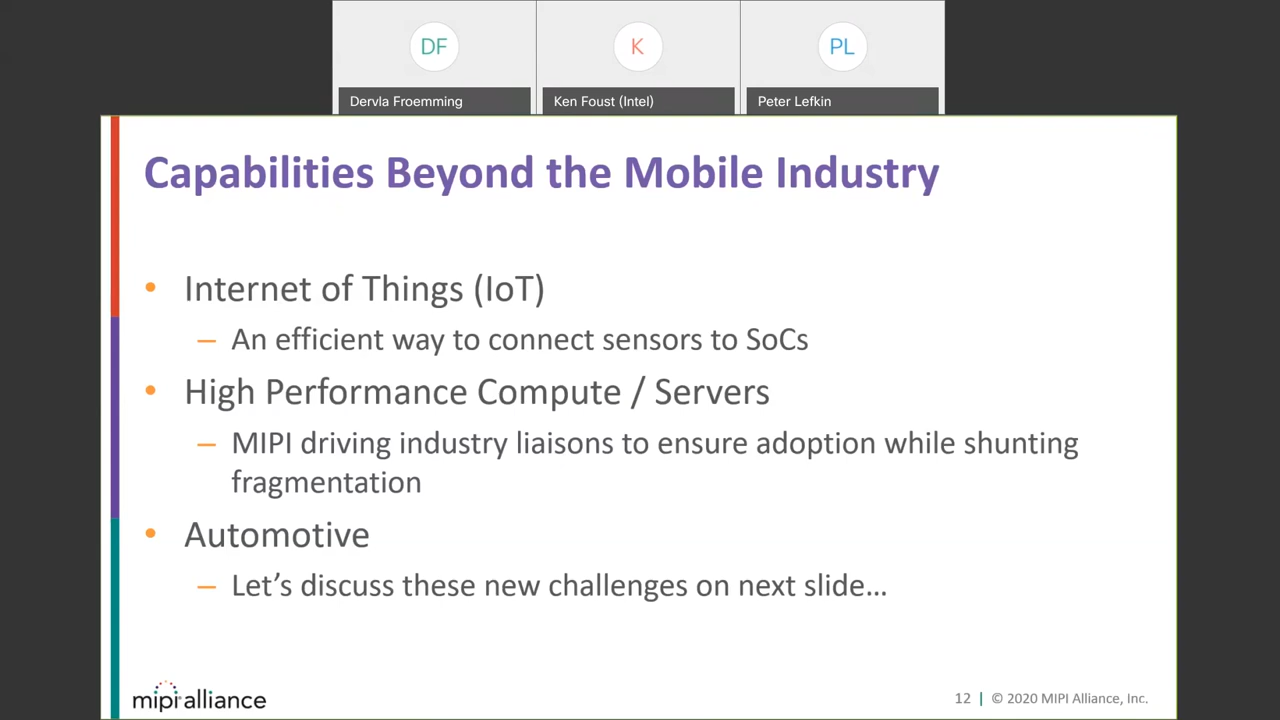 DF
K
PL
Dervla Froemming
Ken Foust (Intel)
Peter Lefkin
Capabilities Beyond the Mobile Industry
• Internet of Things (IoT)
– An efficient way to connect sensors to SoCs
• High Performance Compute / Servers
– MIPI driving industry liaisons to ensure adoption while shunting
fragmentation
• Automotive
– Let’s discuss these new challenges on next slide…
mipi alliance
12 | © 2020 MIPI Alliance, Inc.